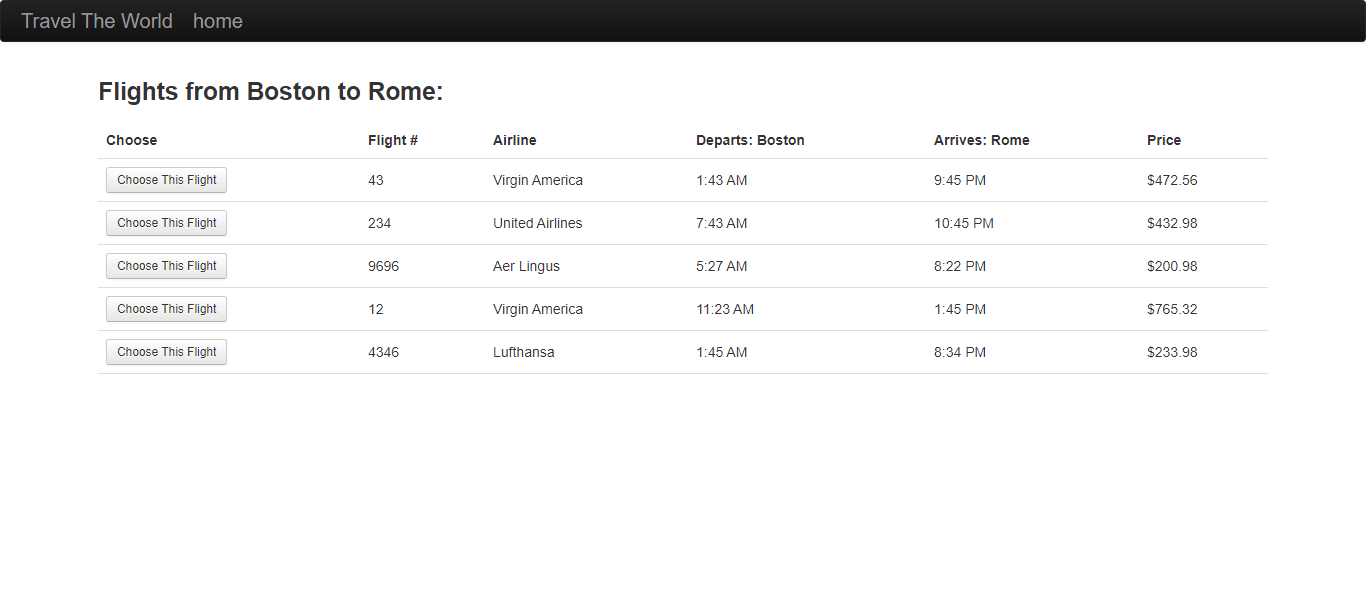 Travel The World home
Flights from Boston to Rome:
Choose Flight # Airline Departs: Boston Arrives: Rome Price
Choose This Flight 43 Virgin America 1:43 AM 9:45 PM $472.56
Choose This Flight 234 United Airlines 7:43 AM 10:45 PM $432.98
Choose This Flight 9696 Aer Lingus 5:27 AM 8:22 PM $200.98
Choose This Flight 12 Virgin America 11:23 AM 1:45 PM $765.32
Choose This Flight 4346 Lufthansa 1:45 AM 8:34 PM $233.98